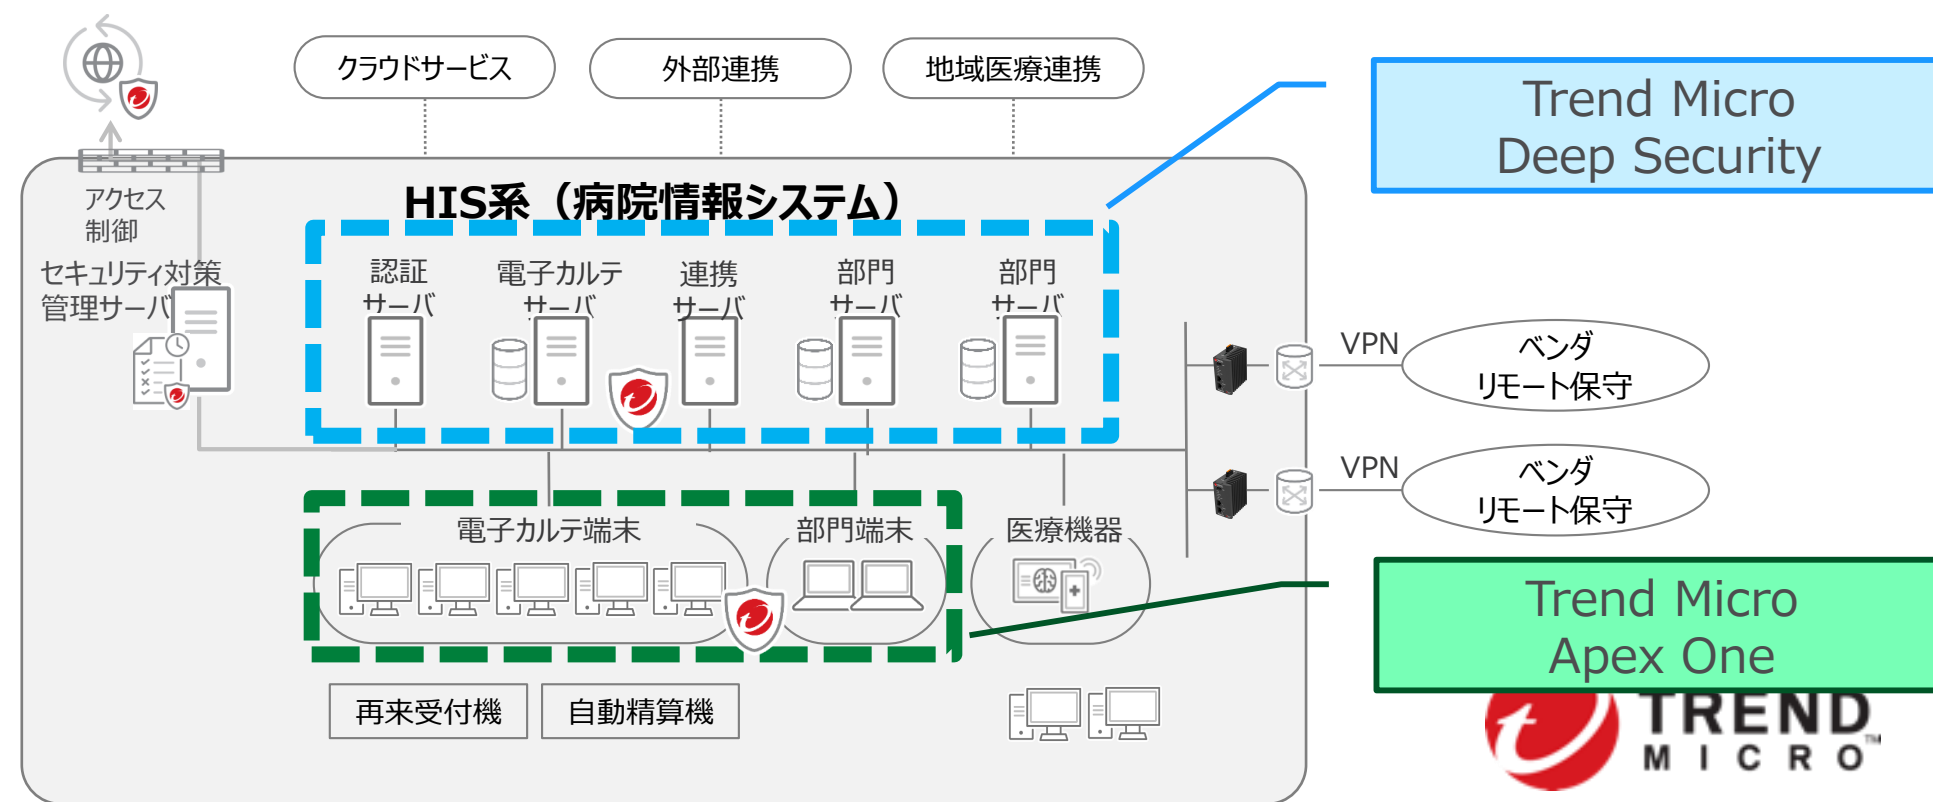 クラウドサービス
外部連携
地域医療連携
Trend Micro
Deep Security
HIS系（病院情報システム）
アクセス
制御
セキュリティ対策
管理サーバ
認証
サーバ
電子カルテ
サーバ
連携
サーバ
部門
サーバ
部門
サーバ
VPN
ベンダ
リモート保守
VPN
ベンダ
リモート保守
電子カルテ端末
部門端末
医療機器
Trend Micro
Apex One
再来受付機
自動精算機
TREND
MICRO™